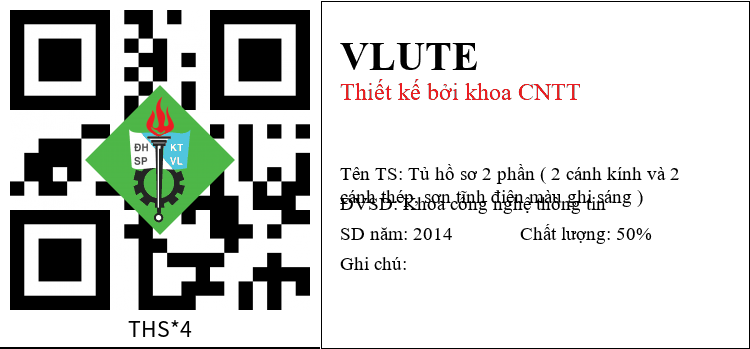 ĐH KT
SP VL
THS*4
VLUTE
Thiết kế bởi khoa CNTT
Tên TS: Tủ hồ sơ 2 phần ( 2 cánh kính và 2
cánh thép, sơn tĩnh điện màu ghi sáng )
ĐVSD: Khoa công nghệ thông tin
SD năm: 2014 Chất lượng: 50%
Ghi chú: